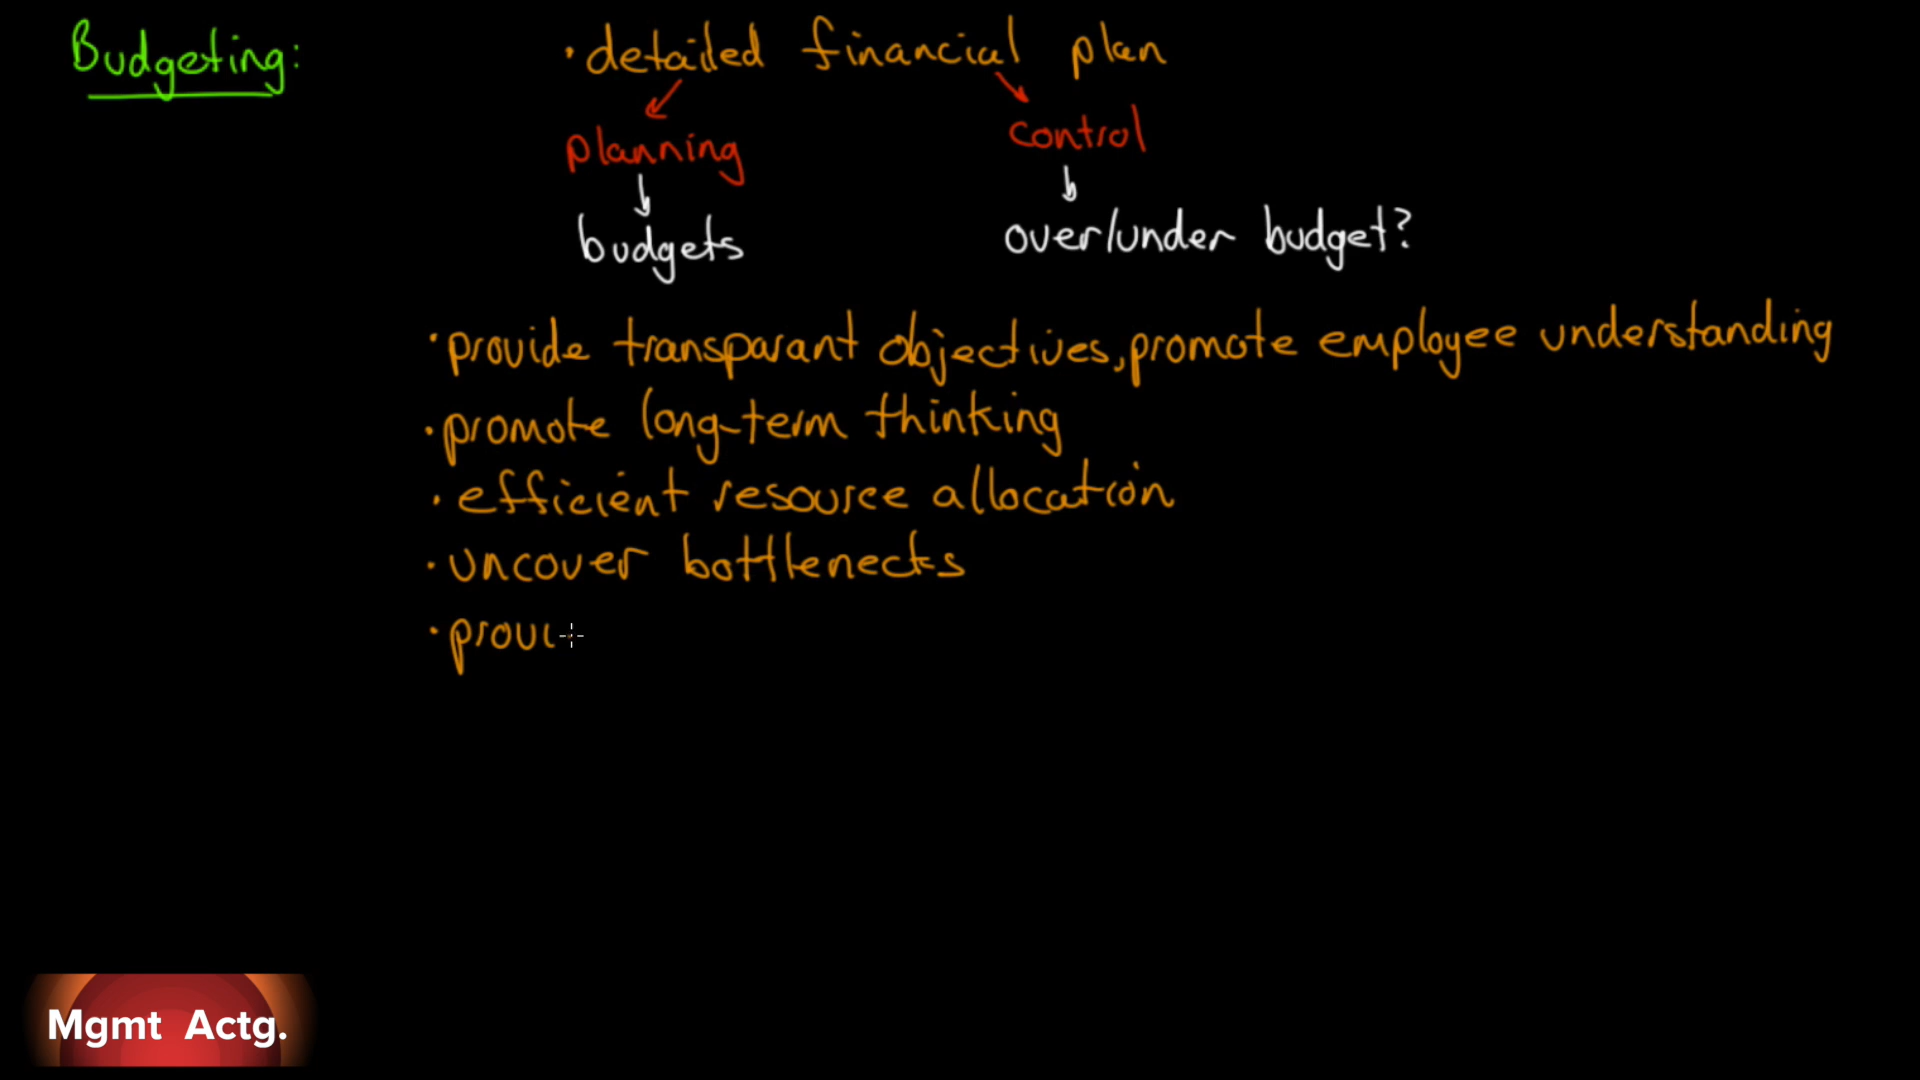 Budgeting:
• detailed financial plan
planning
control
budgets
over/under budget?
• provide transparant objectives, promote employee understanding
• promote long-term thinking
• efficient resource allocation
• uncover bottlenecks
• provi
Mgmt Actg.